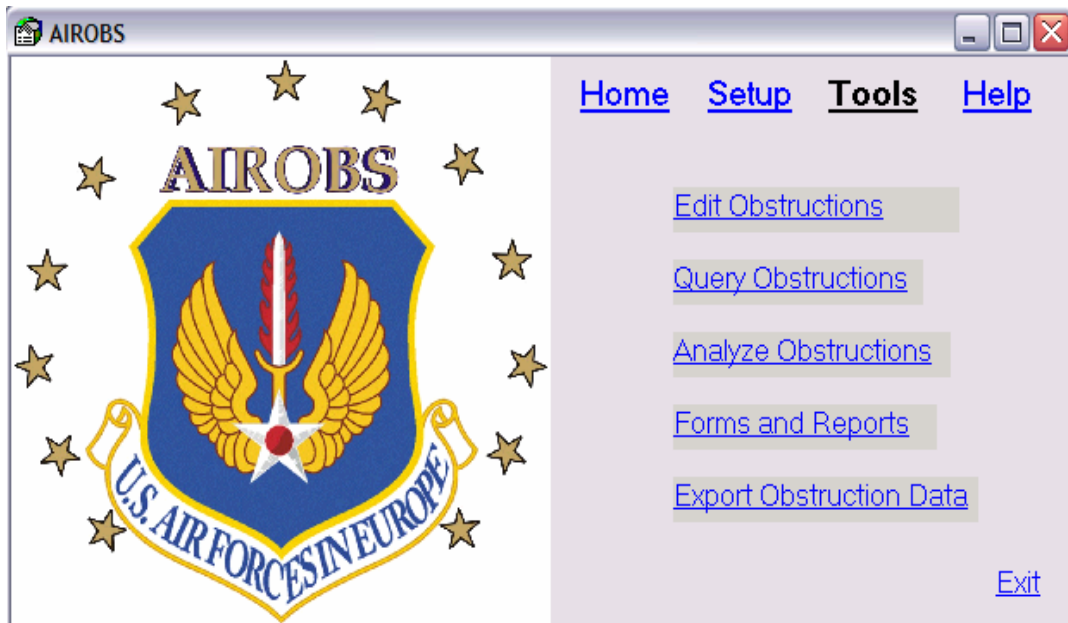 AIROBS
Home Setup Tools Help
AIROBS
Edit Obstructions
Query Obstructions
Analyze Obstructions
Forms and Reports
Export Obstruction Data
U.S. AIR FORCES IN EUROPE
Exit